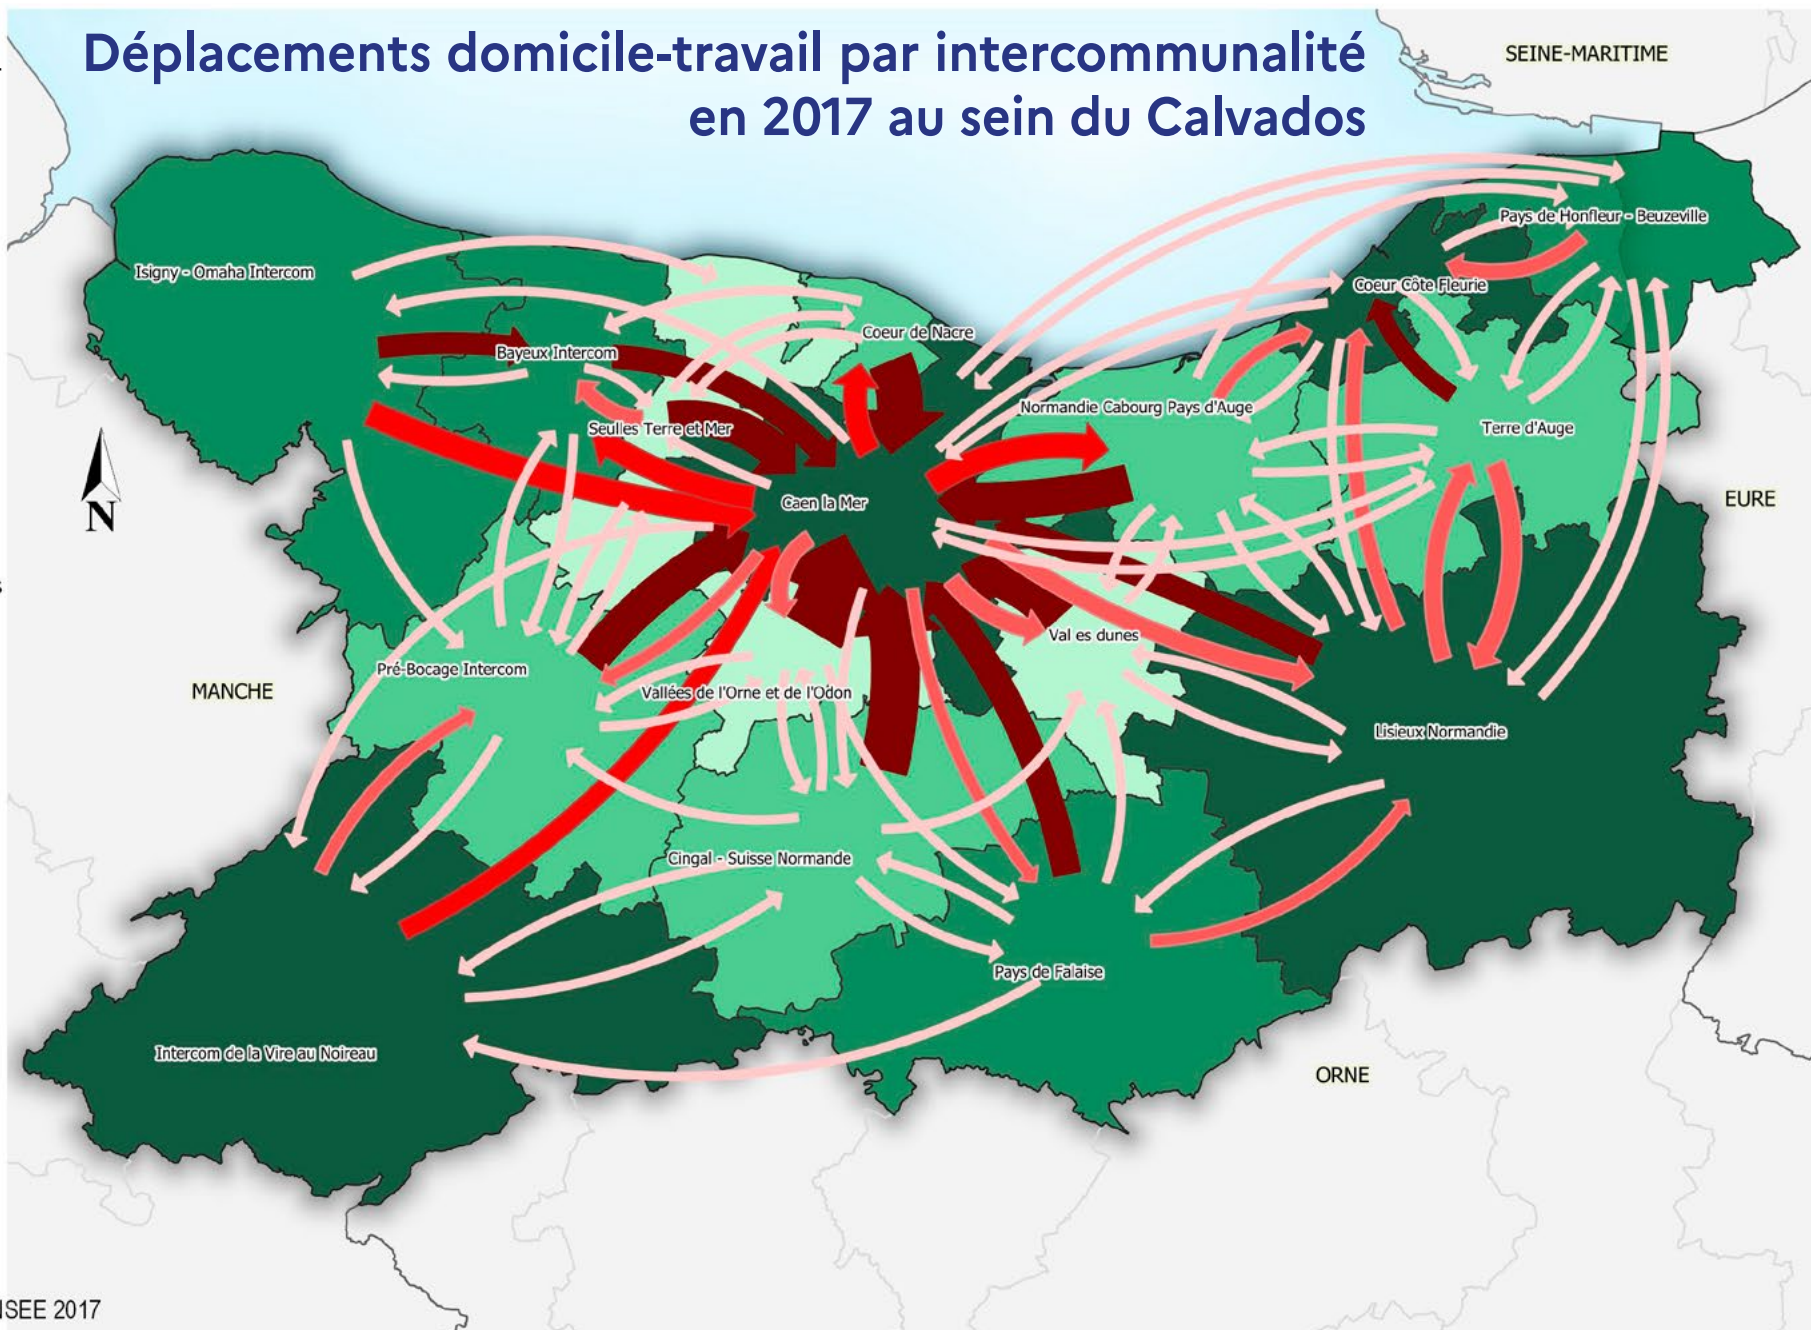 Déplacements domicile-travail par intercommunalité
en 2017 au sein du Calvados
SEINE-MARITIME
Pays de Honfleur - Beuzeville
Isigny - Omaha Intercom
Coeur Côte Fleurie
Coeur de Nacre
Bayeux Intercom
Normandie Cabourg Pays d'Auge
Seulles Terre et Mer
Terre d'Auge
Caen la Mer
EURE
N
Val es dunes
Pré-Bocage Intercom
MANCHE
Vallées de l'Orne et de l'Odon
Lisieux Normandie
Cingal - Suisse Normande
Pays de Falaise
Intercom de la Vire au Noireau
ORNE
2017